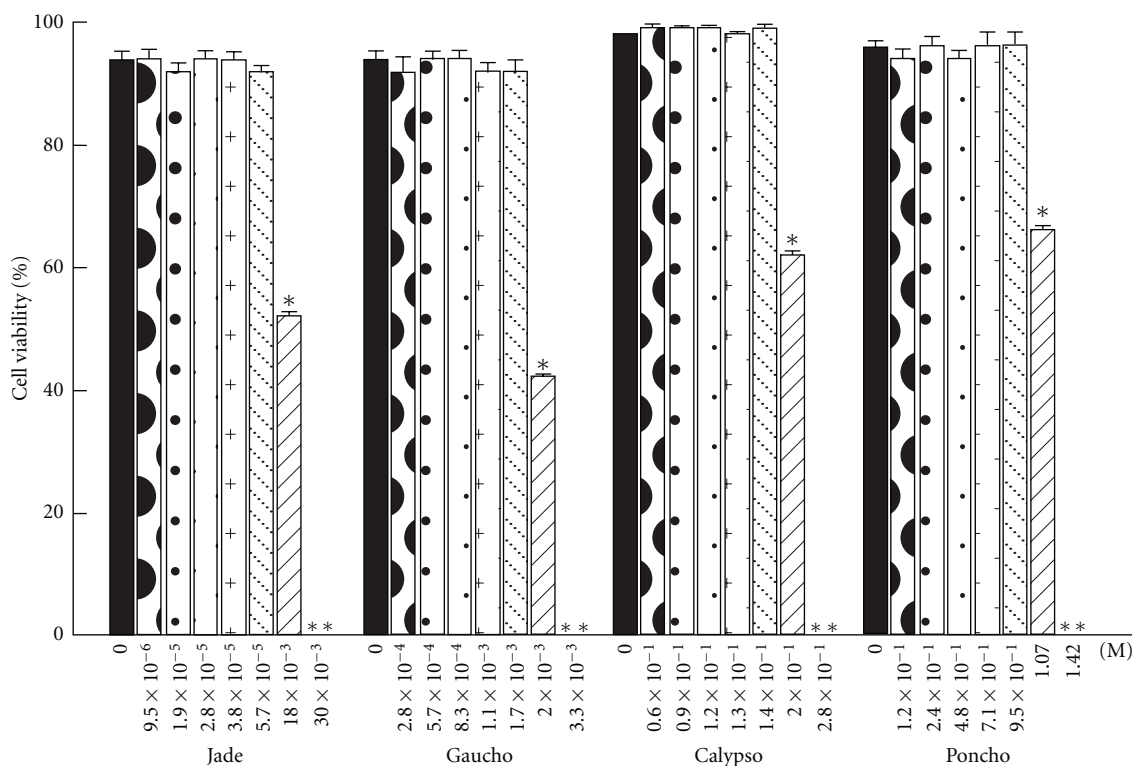 Cell viability (%)
100
80
60
40
20
0
*
* *
*
* *
*
* *
*
* *
0
9.5 × 10⁻⁶
1.9 × 10⁻⁵
2.8 × 10⁻⁵
3.8 × 10⁻⁵
5.7 × 10⁻⁵
18 × 10⁻³
30 × 10⁻³
0
2.8 × 10⁻⁴
5.7 × 10⁻⁴
8.3 × 10⁻⁴
1.1 × 10⁻³
1.7 × 10⁻³
2 × 10⁻³
3.3 × 10⁻³
0
0.6 × 10⁻¹
0.9 × 10⁻¹
1.2 × 10⁻¹
1.3 × 10⁻¹
1.4 × 10⁻¹
2 × 10⁻¹
2.8 × 10⁻¹
0
1.2 × 10⁻¹
2.4 × 10⁻¹
4.8 × 10⁻¹
7.1 × 10⁻¹
9.5 × 10⁻¹
1.07
1.42
(M)
Jade
Gaucho
Calypso
Poncho